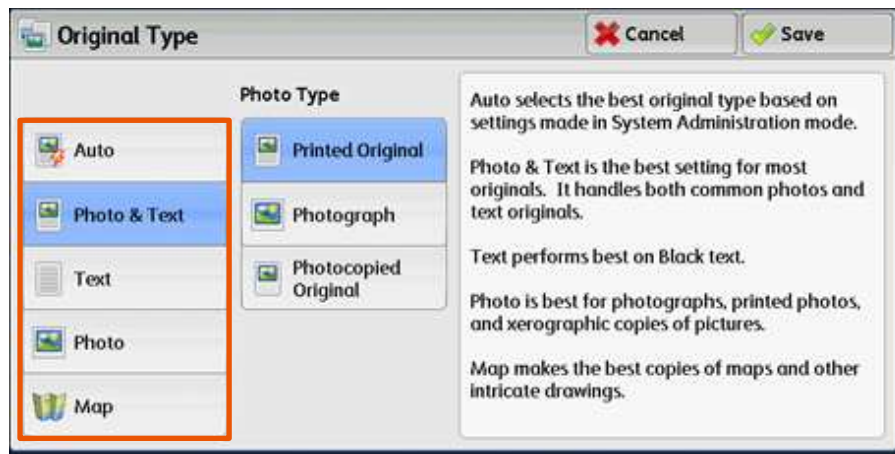 Original Type
Cancel
Save
Auto
Photo & Text
Text
Photo
Map
Photo Type
Printed Original
Photograph
Photocopied
Original
Auto selects the best original type based on
settings made in System Administration mode.
Photo & Text is the best setting for most
originals. It handles both common photos and
text originals.
Text performs best on Black text.
Photo is best for photographs, printed photos,
and xerographic copies of pictures.
Map makes the best copies of maps and other
intricate drawings.